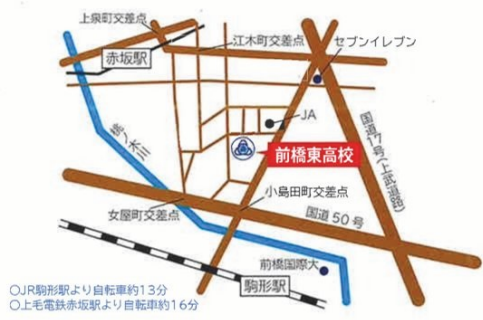 上泉町交差点
江木町交差点
セブンイレブン
赤坂駅
JA
桃ノ木川
前橋東高校
国道17号(上武道路)
小島田町交差点
女屋町交差点
国道50号
前橋国際大
駒形駅
○JR駒形駅より自転車約13分
○上毛電鉄赤坂駅より自転車約16分